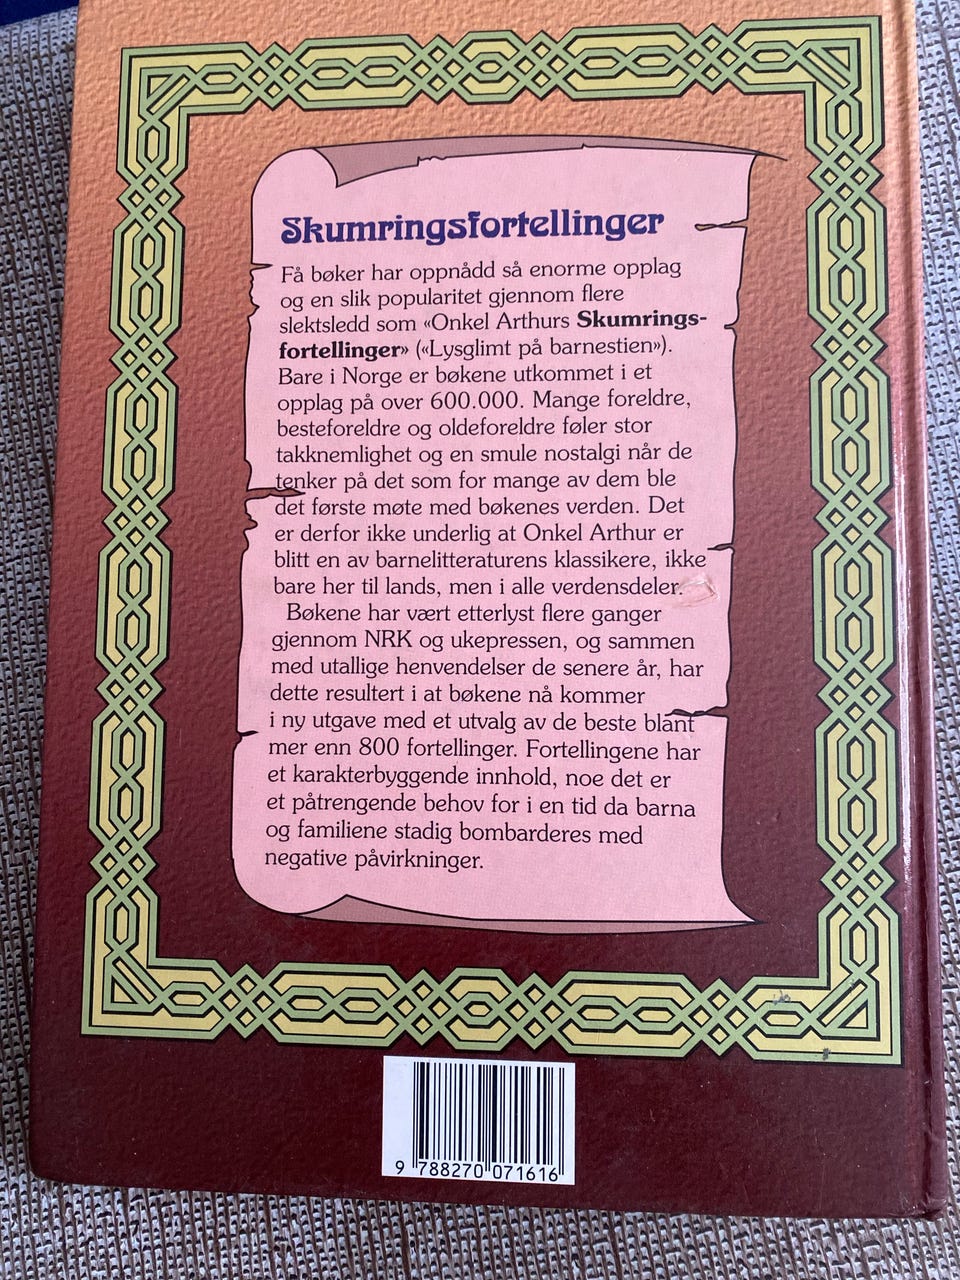 Skumringsfortellinger
Få bøker har oppnådd så enorme opplag
og en slik popularitet gjennom flere
slektsledd som «Onkel Arthurs Skumrings-
fortellinger» («Lysglimt på barnestien»).
Bare i Norge er bøkene utkommet i et
opplag på over 600.000. Mange foreldre,
besteforeldre og oldeforeldre føler stor
takknemlighet og en smule nostalgi når de
tenker på det som for mange av dem ble
det første møte med bøkenes verden. Det
er derfor ikke underlig at Onkel Arthur er
blitt en av barnelitteraturens klassikere, ikke
bare her til lands, men i alle verdensdeler.
Bøkene har vært etterlyst flere ganger
gjennom NRK og ukepressen, og sammen
med utallige henvendelser de senere år, har
dette resultert i at bøkene nå kommer
i ny utgave med et utvalg av de beste blant
mer enn 800 fortellinger. Fortellingene har
et karakterbyggende innhold, noe det er
et påtrengende behov for i en tid da barna
og familiene stadig bombarderes med
negative påvirkninger.
9 788270 071616